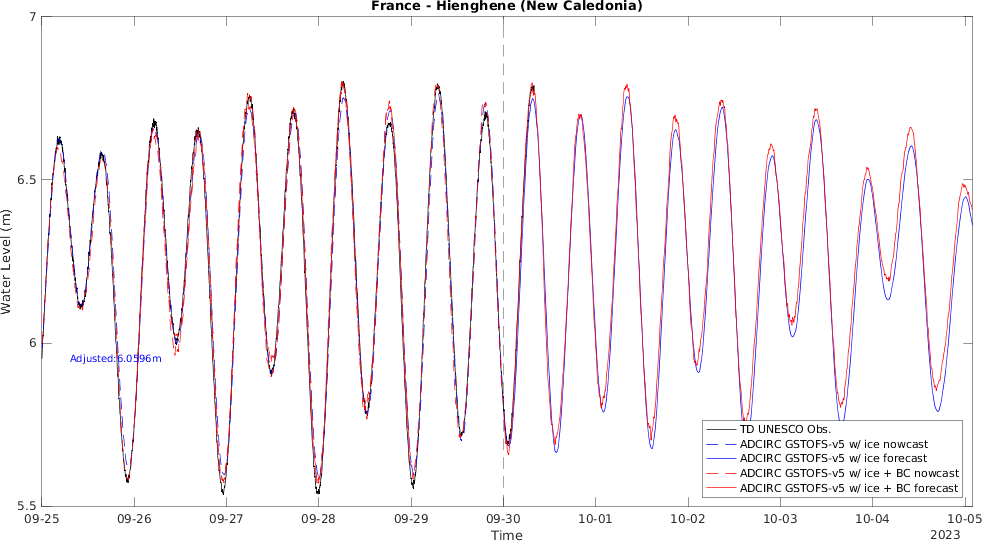 France - Hienghene (New Caledonia)
7
6.5
6
5.5
Water Level (m)
Adjusted:6.0596m
TD UNESCO Obs.
ADCIRC GSTOFS-v5 w/ ice nowcast
ADCIRC GSTOFS-v5 w/ ice forecast
ADCIRC GSTOFS-v5 w/ ice + BC nowcast
ADCIRC GSTOFS-v5 w/ ice + BC forecast
09-25 09-26 09-27 09-28 09-29 09-30 10-01 10-02 10-03 10-04 10-05
Time
2023